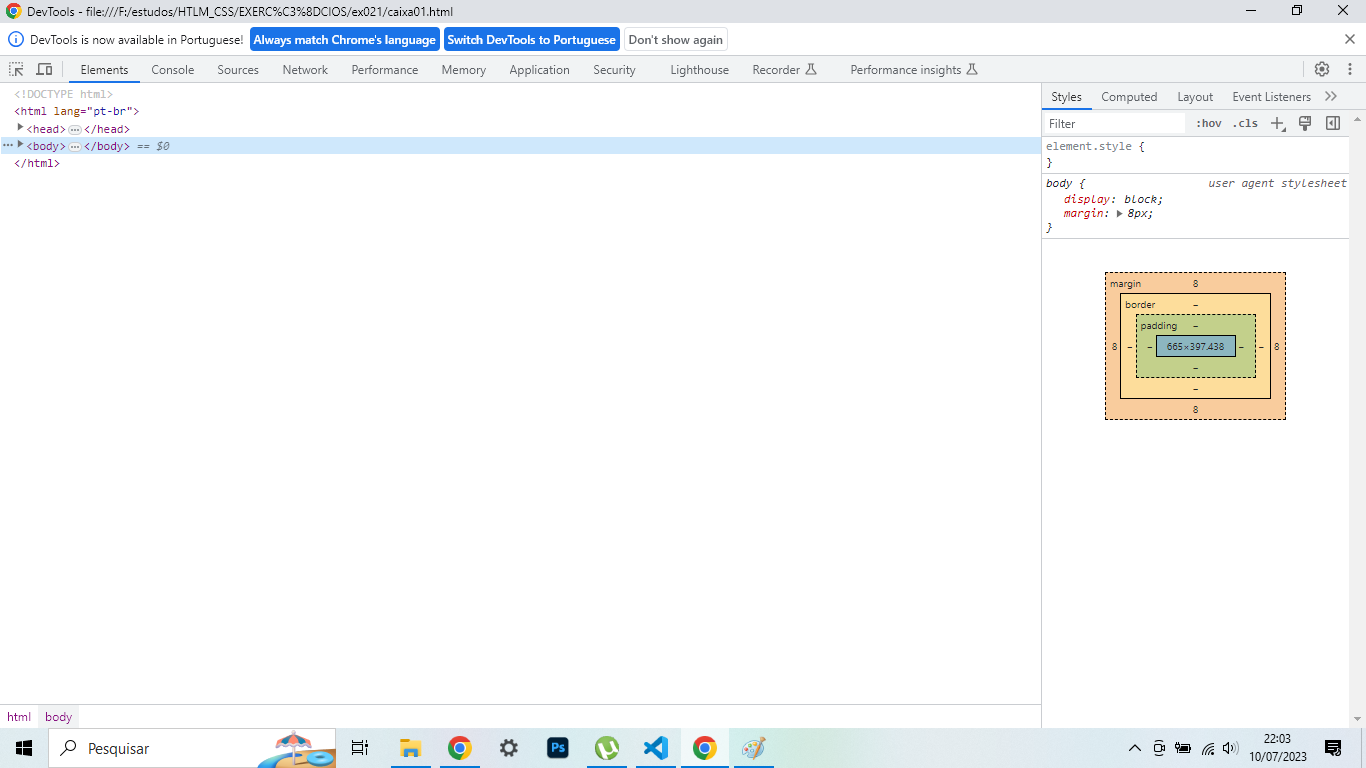 DevTools - file:///F:/estudos/HTLM_CSS/EXERC%C3%8DCIOS/ex021/caixa01.html
DevTools is now available in Portuguese! Always match Chrome's language Switch DevTools to Portuguese Don't show again
Elements Console Sources Network Performance Memory Application Security Lighthouse Recorder Performance insights
<!DOCTYPE html>
<html lang="pt-br">
<head> ••• </head>
••• <body> ••• </body> == $0
</html>
html body
Styles Computed Layout Event Listeners >>
Filter :hov .cls +
element.style {
}
body { user agent stylesheet
display: block;
margin: 8px;
}
margin 8
border –
padding –
8 – – 665×397.438 – – 8
–
–
8
Pesquisar
Ps
22:03
10/07/2023